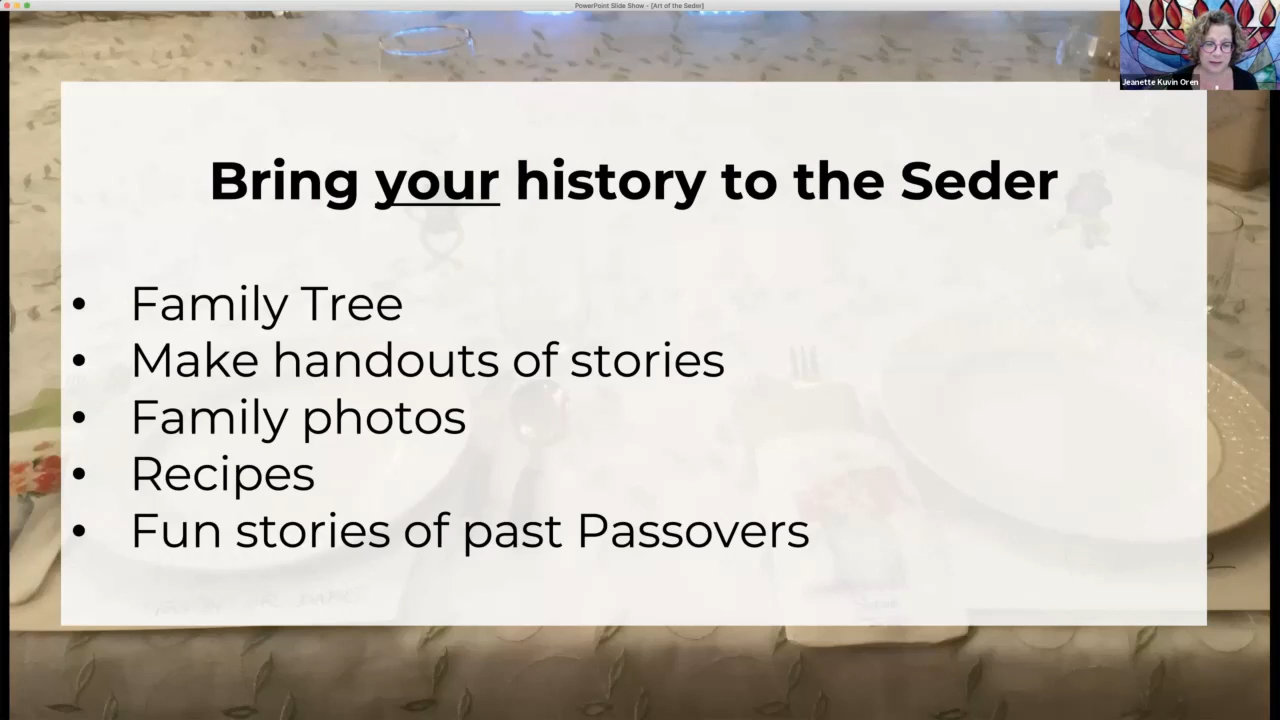 PowerPoint Slide Show - [Art of the Seder]
Jeanette Kuvin Oren
Bring your history to the Seder
• Family Tree
• Make handouts of stories
• Family photos
• Recipes
• Fun stories of past Passovers